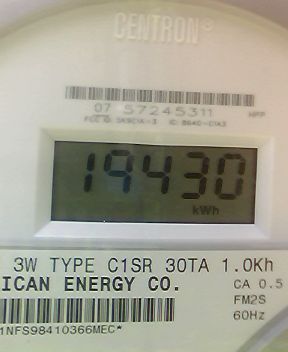 CENTRON®
07 57245311
HPP
19430
kWh
3W TYPE C1SR 30TA 1.0Kh
ICAN ENERGY CO. CA 0.5
FM2S
60Hz
1NFS98410366MEC*